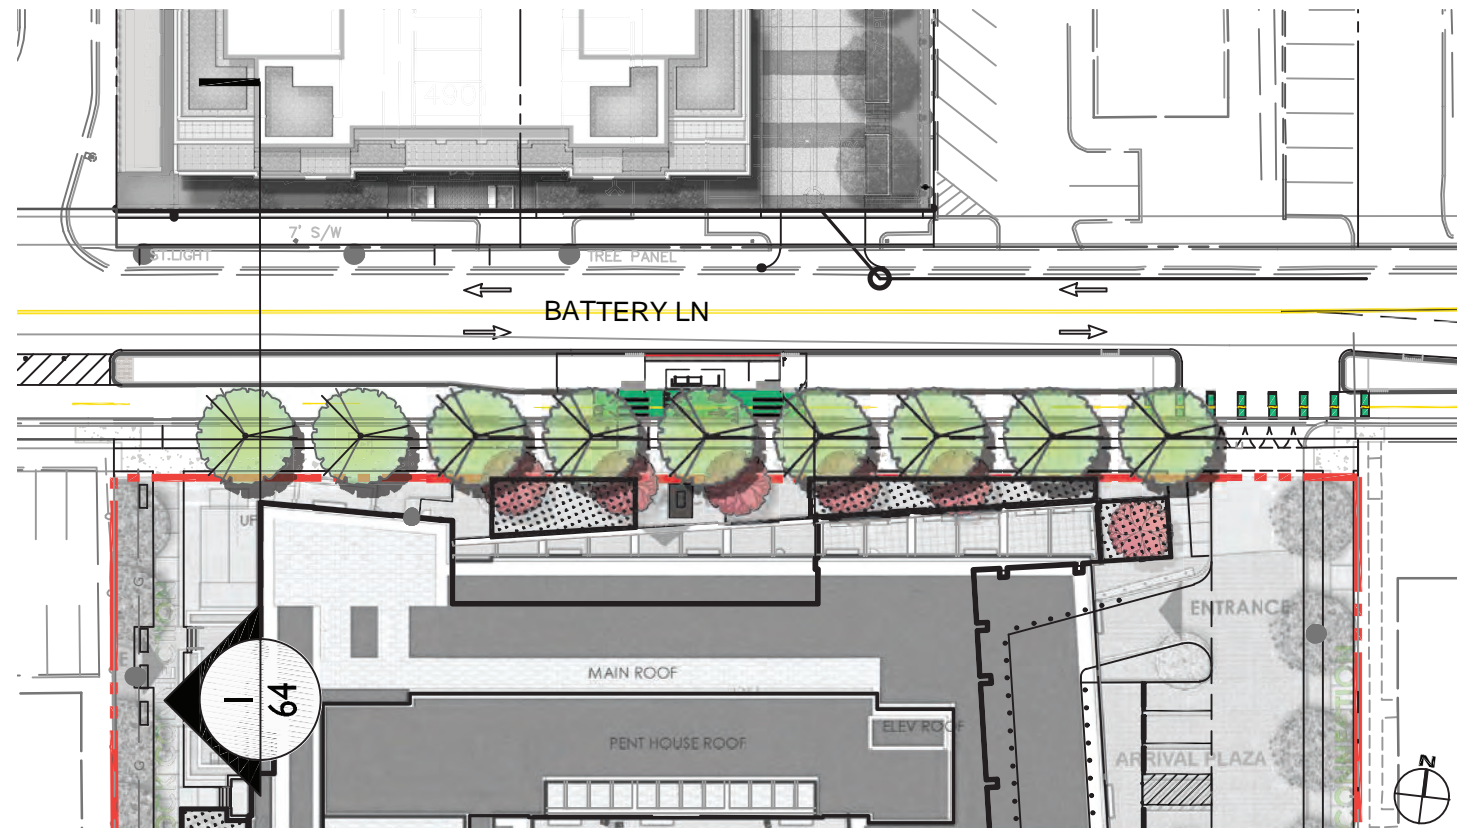 490
7' S/W
ST.LIGHT
TREE PANEL
BATTERY LN
UP
G
ENTRANCE
E
MAIN ROOF
1
64
ELEV ROOF
PENT HOUSE ROOF
ARRIVAL PLAZA
G
N